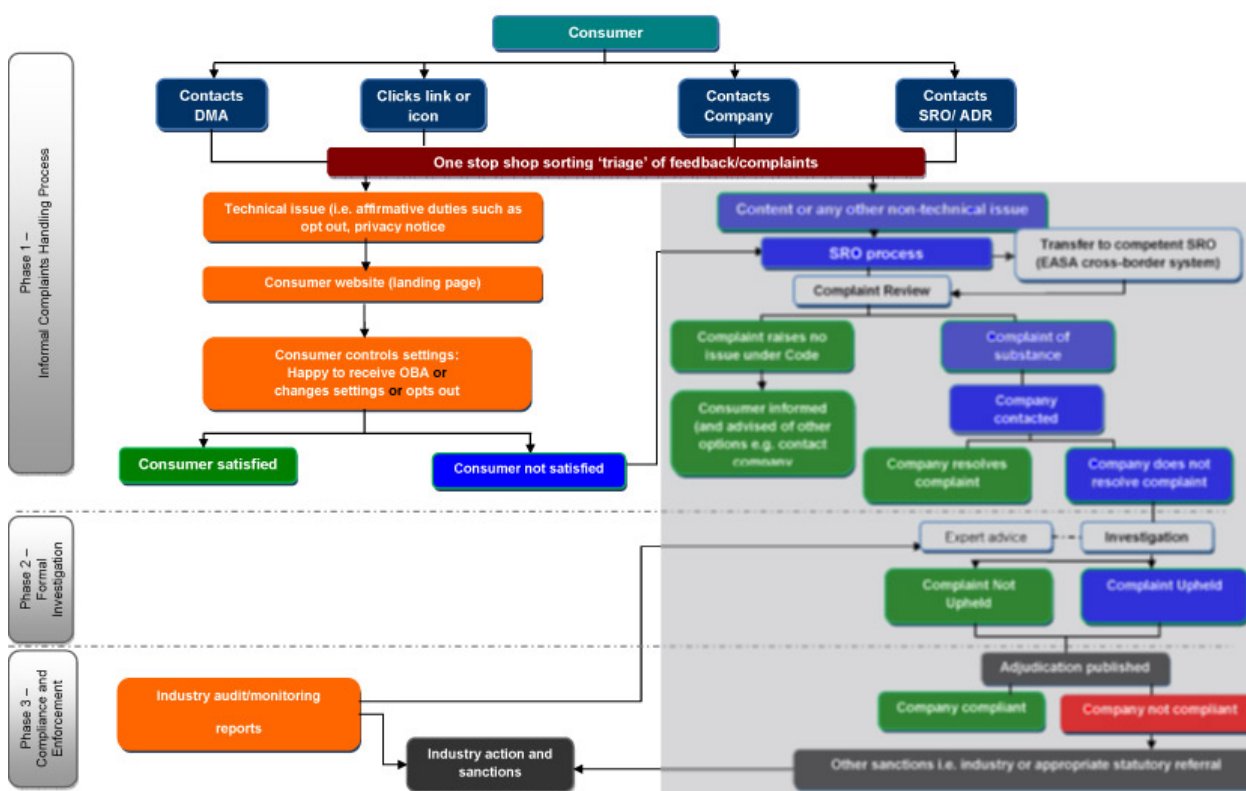 Consumer
Contacts
DMA
Clicks link or
icon
Contacts
Company
Contacts
SRO/ ADR
One stop shop sorting ‘triage’ of feedback/complaints
Phase 1 –
Informal Complaints Handling Process
Technical issue (i.e. affirmative duties such as
opt out, privacy notice
Content or any other non-technical issue
SRO process
Transfer to competent SRO
(EASA cross-border system)
Consumer website (landing page)
Complaint Review
Consumer controls settings:
Happy to receive OBA or
changes settings or opts out
Complaint raises no
issue under Code
Complaint of
substance
Consumer informed
(and advised of other
options e.g. contact
company
Company
contacted
Consumer satisfied
Consumer not satisfied
Company resolves
complaint
Company does not
resolve complaint
Phase 2 –
Formal
Investigation
Expert advice
Investigation
Complaint Not
Upheld
Complaint Upheld
Phase 3 –
Compliance and
Enforcement
Adjudication published
Industry audit/monitoring
reports
Company compliant
Company not compliant
Industry action and
sanctions
Other sanctions i.e. industry or appropriate statutory referral